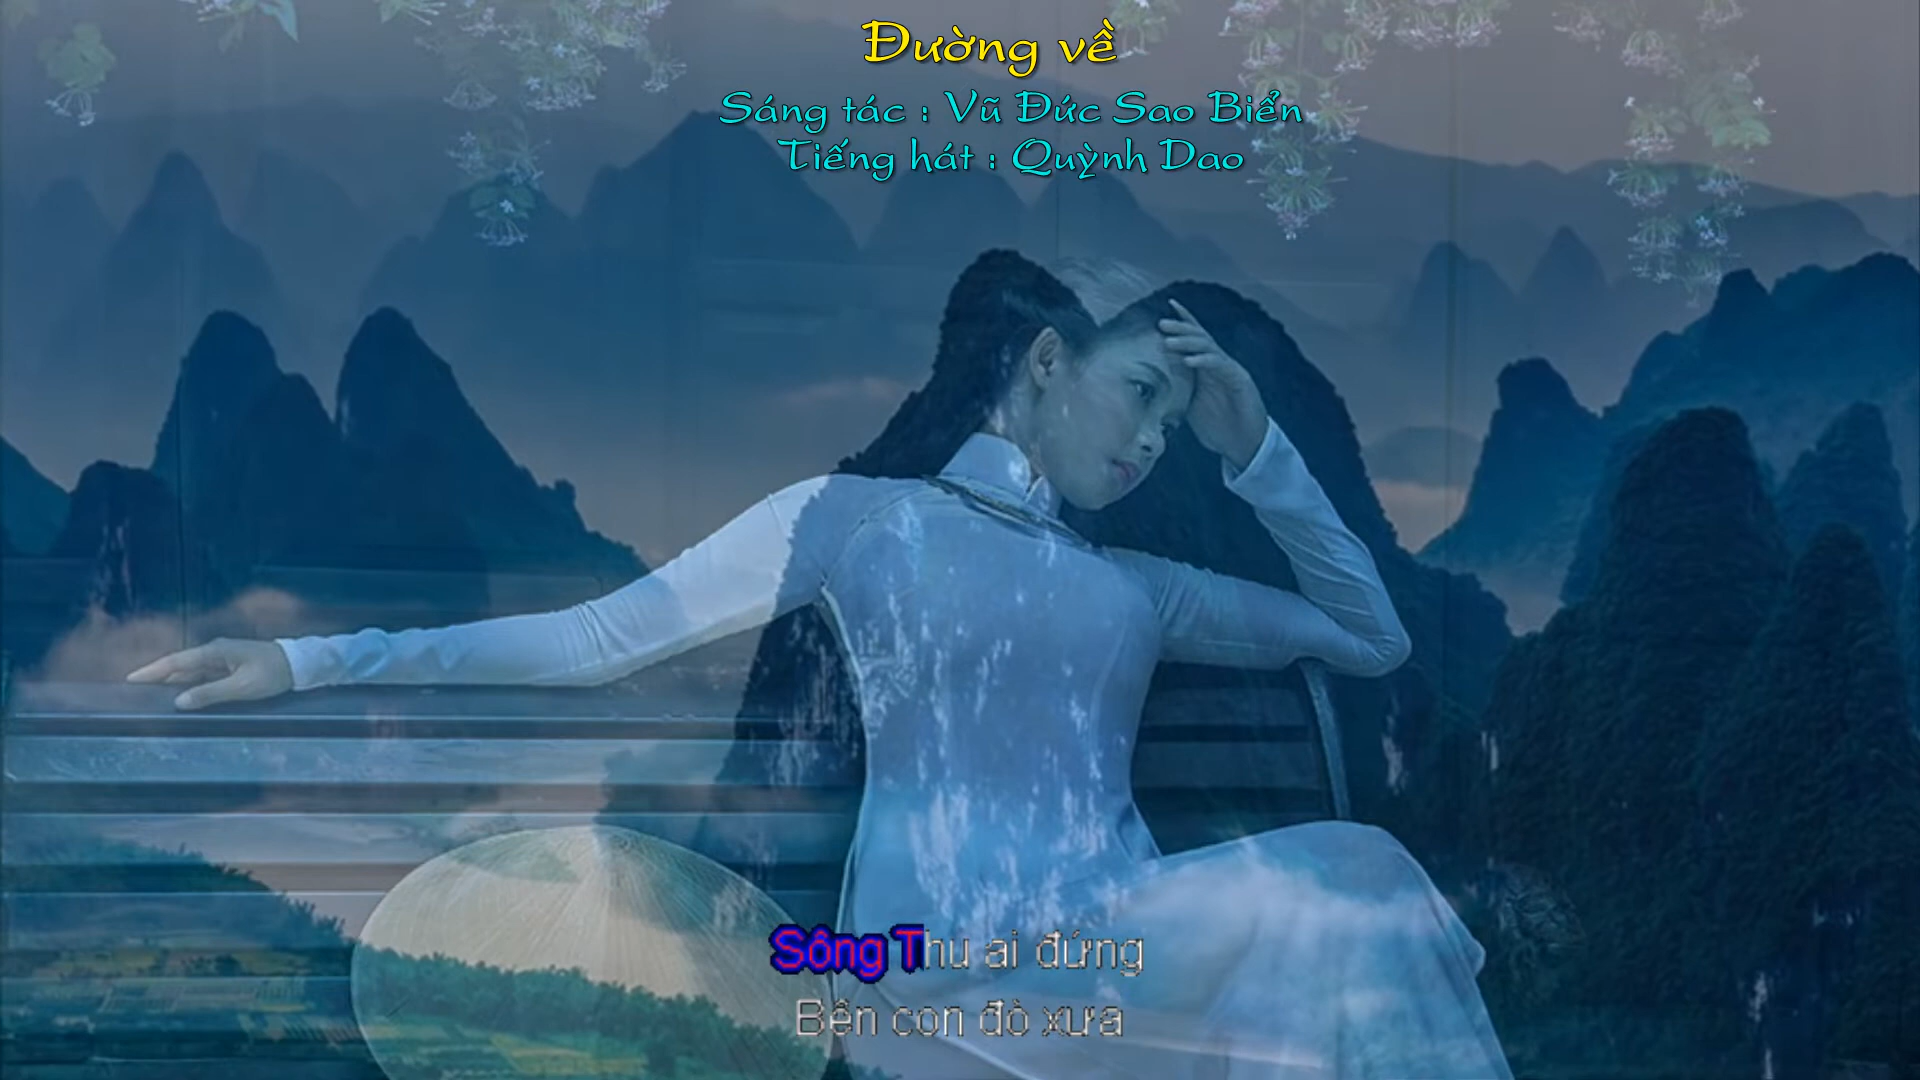 Đường về
Sáng tác : Vũ Đức Sao Biển
Tiếng hát : Quỳnh Dao
Sông Thu ai đứng
Bên con đò xưa